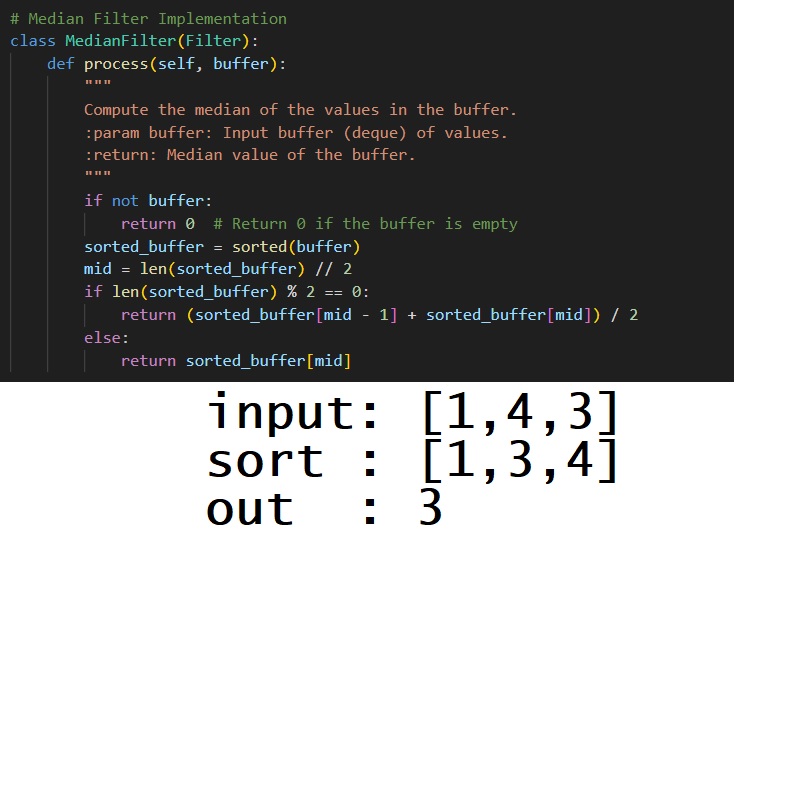 # Median Filter Implementation
class MedianFilter(Filter):
    def process(self, buffer):
        """
        Compute the median of the values in the buffer.
        :param buffer: Input buffer (deque) of values.
        :return: Median value of the buffer.
        """
        if not buffer:
            return 0  # Return 0 if the buffer is empty
        sorted_buffer = sorted(buffer)
        mid = len(sorted_buffer) // 2
        if len(sorted_buffer) % 2 == 0:
            return (sorted_buffer[mid - 1] + sorted_buffer[mid]) / 2
        else:
            return sorted_buffer[mid]
input: [1,4,3]
sort : [1,3,4]
out  : 3